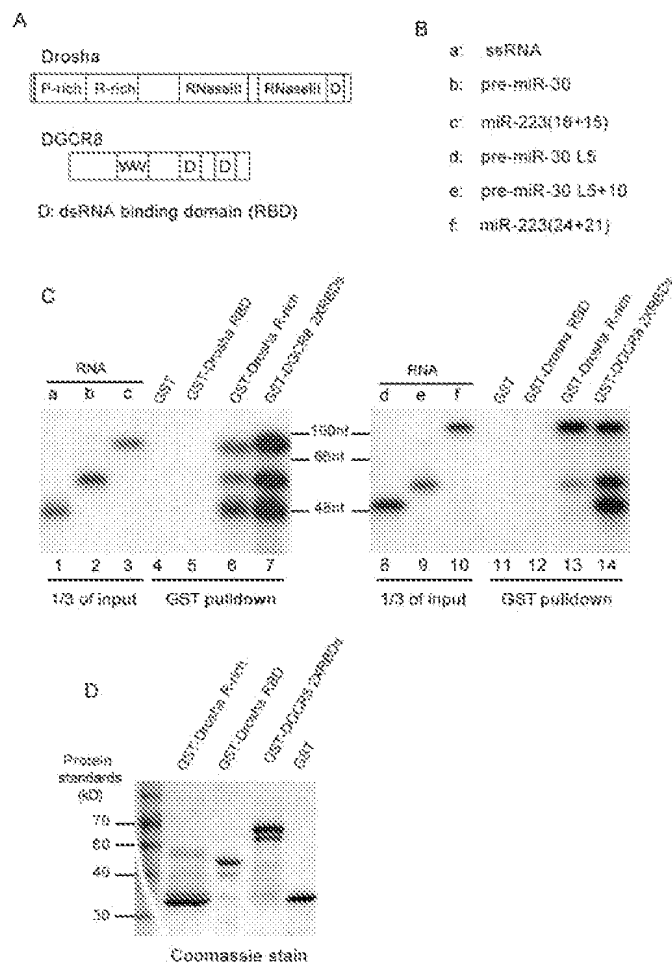 A
Drosha
P-rich R-rich RNaseIII RNaseIII D
DGCR8
WW D D
D: dsRNA binding domain (RBD)
B
a: ssRNA
b: pre-miR-30
c: miR-223(16+15)
d: pre-miR-30 L5
e: pre-miR-30 L5+10
f: miR-223(24+21)
C
RNA
a b c
GST
GST-Drosha RBD
GST-Drosha R-rich
GST-DGCR8 2XRBDs
100nt
48nt
1 2 3 4 5 6 7
1/3 of input GST pulldown
RNA
d e f
GST
GST-Drosha RBD
GST-Drosha R-rich
GST-DGCR8 2XRBDs
8 9 10 11 12 13 14
1/3 of input GST pulldown
D
GST-Drosha R-rich
GST-Drosha RBD
GST-DGCR8 2XRBDs
GST
Protein
standards
(kD)
70
60
40
30
Coomassie stain